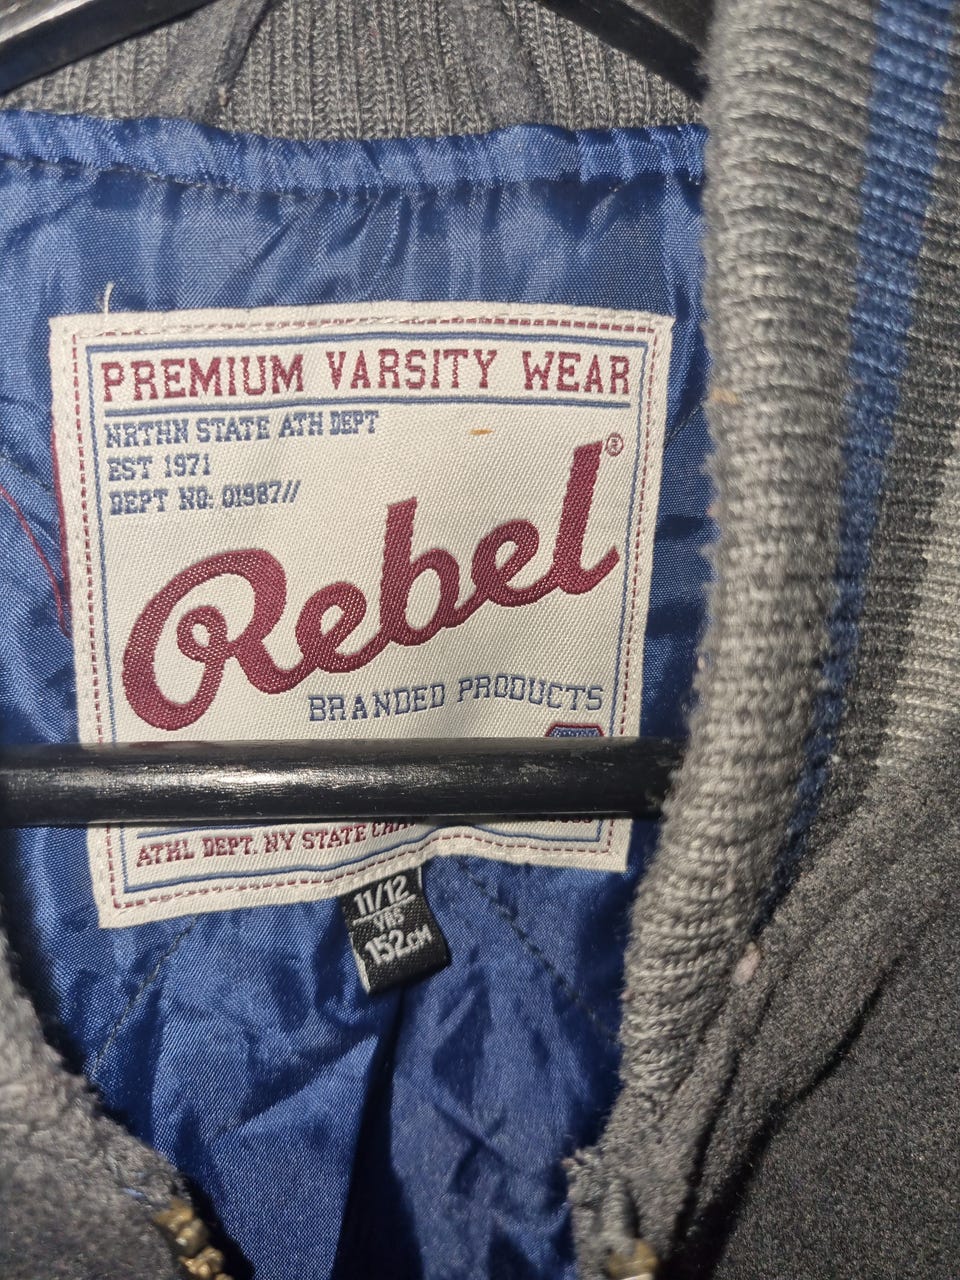 PREMIUM VARSITY WEAR
NRTHN STATE ATH DEPT
EST 1971
DEPT NO: 01987//
Rebel®
BRANDED PRODUCTS
ATHL DEPT. NY STATE
11/12
YRS
152CM